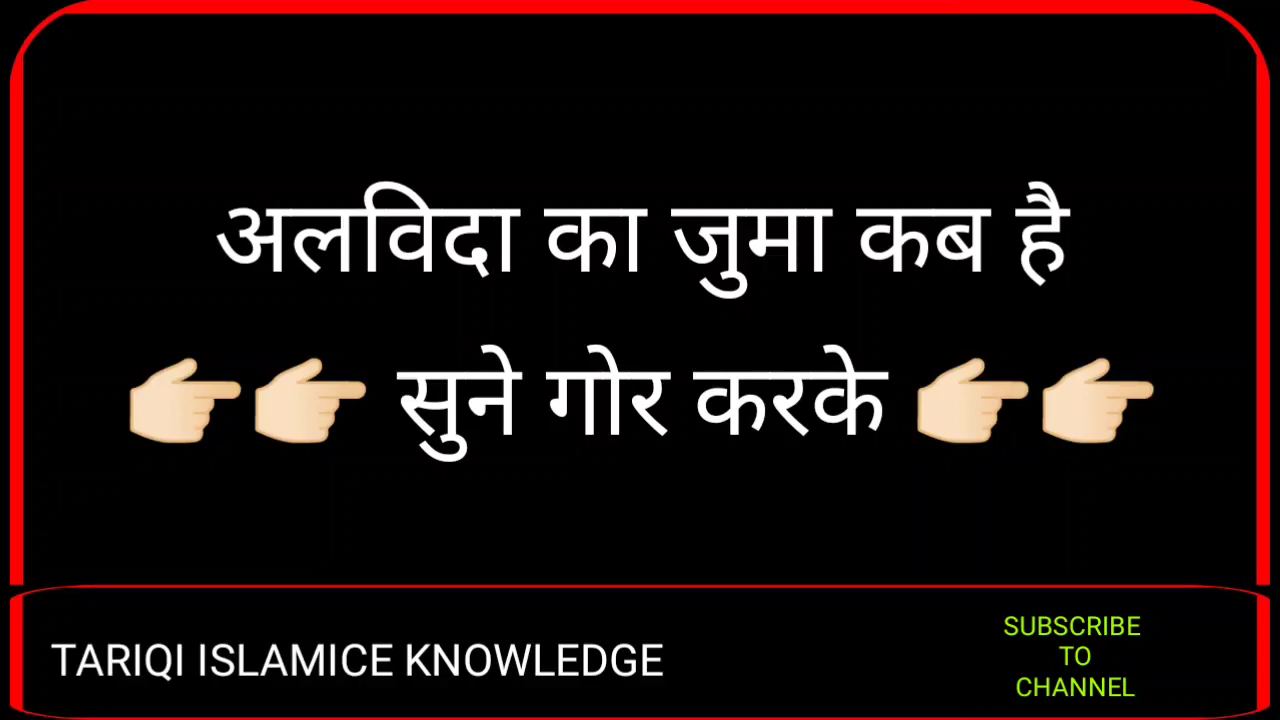 अलविदा का जुमा कब है
👉🏻👉🏻 सुने गोर करके 👉🏻👉🏻
TARIQI ISLAMICE KNOWLEDGE
SUBSCRIBE
TO
CHANNEL